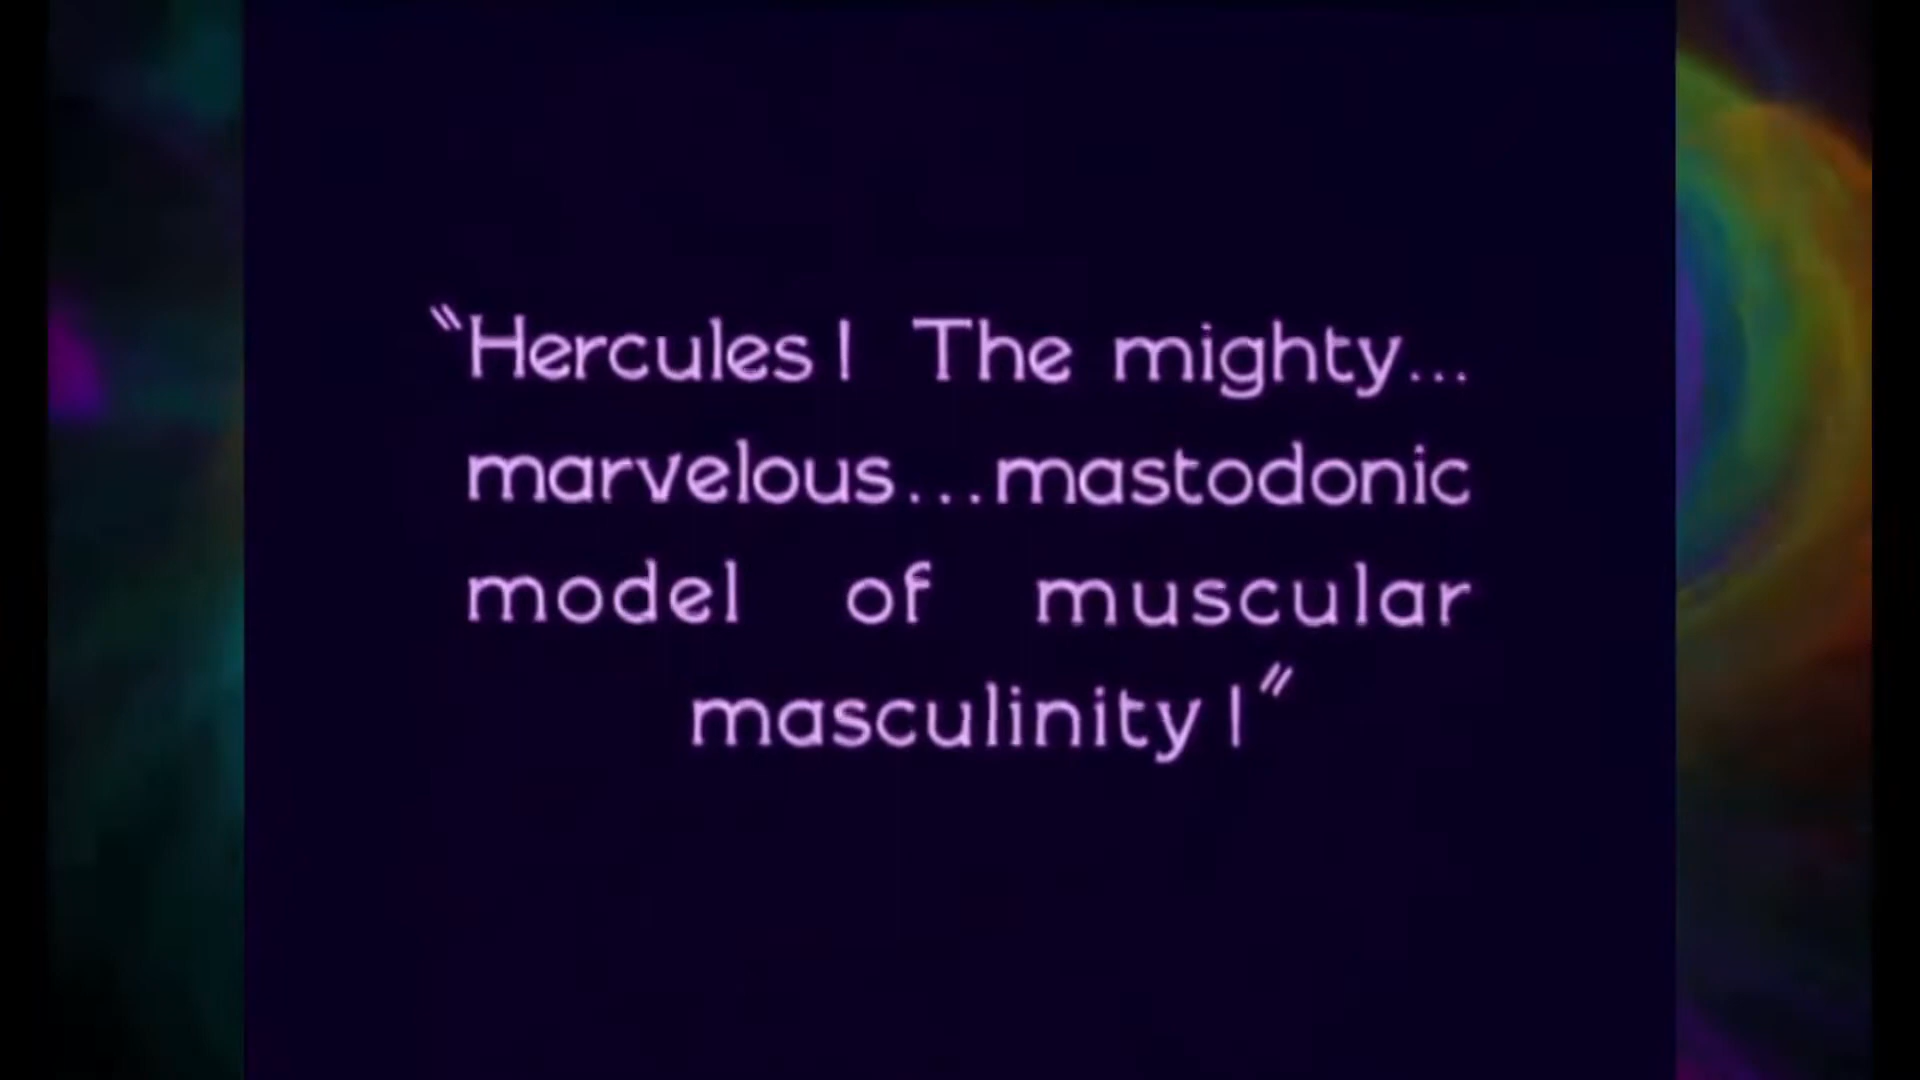 "Hercules! The mighty...
marvelous...mastodonic
model of muscular
masculinity!"